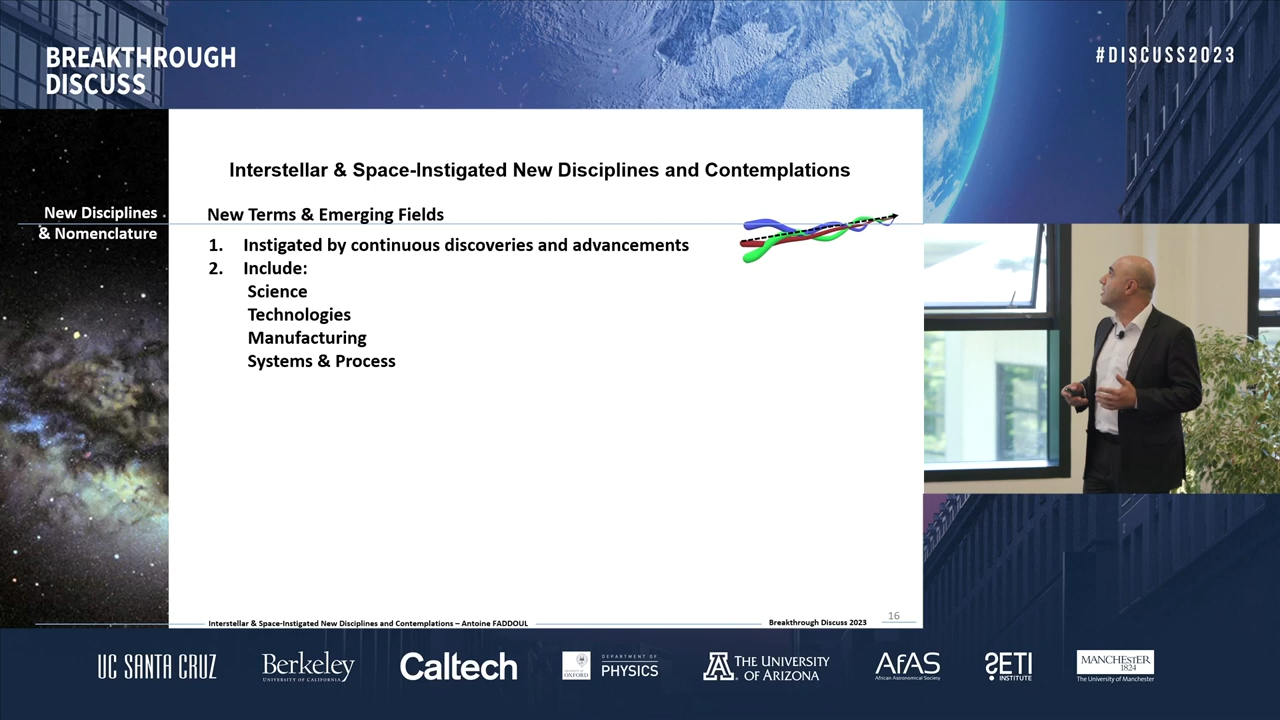 BREAKTHROUGH
DISCUSS
#DISCUSS2023
Interstellar & Space-Instigated New Disciplines and Contemplations
New Disciplines
& Nomenclature
New Terms & Emerging Fields
1. Instigated by continuous discoveries and advancements
2. Include:
Science
Technologies
Manufacturing
Systems & Process
16
Interstellar & Space-Instigated New Disciplines and Contemplations – Antoine FADDOUL
Breakthrough Discuss 2023
UC SANTA CRUZ
Berkeley
UNIVERSITY OF CALIFORNIA
Caltech
UNIVERSITY OF
OXFORD
DEPARTMENT OF
PHYSICS
THE UNIVERSITY
OF ARIZONA
AfAS
African Astronomical Society
SETI
INSTITUTE
MANCHESTER
1824
The University of Manchester